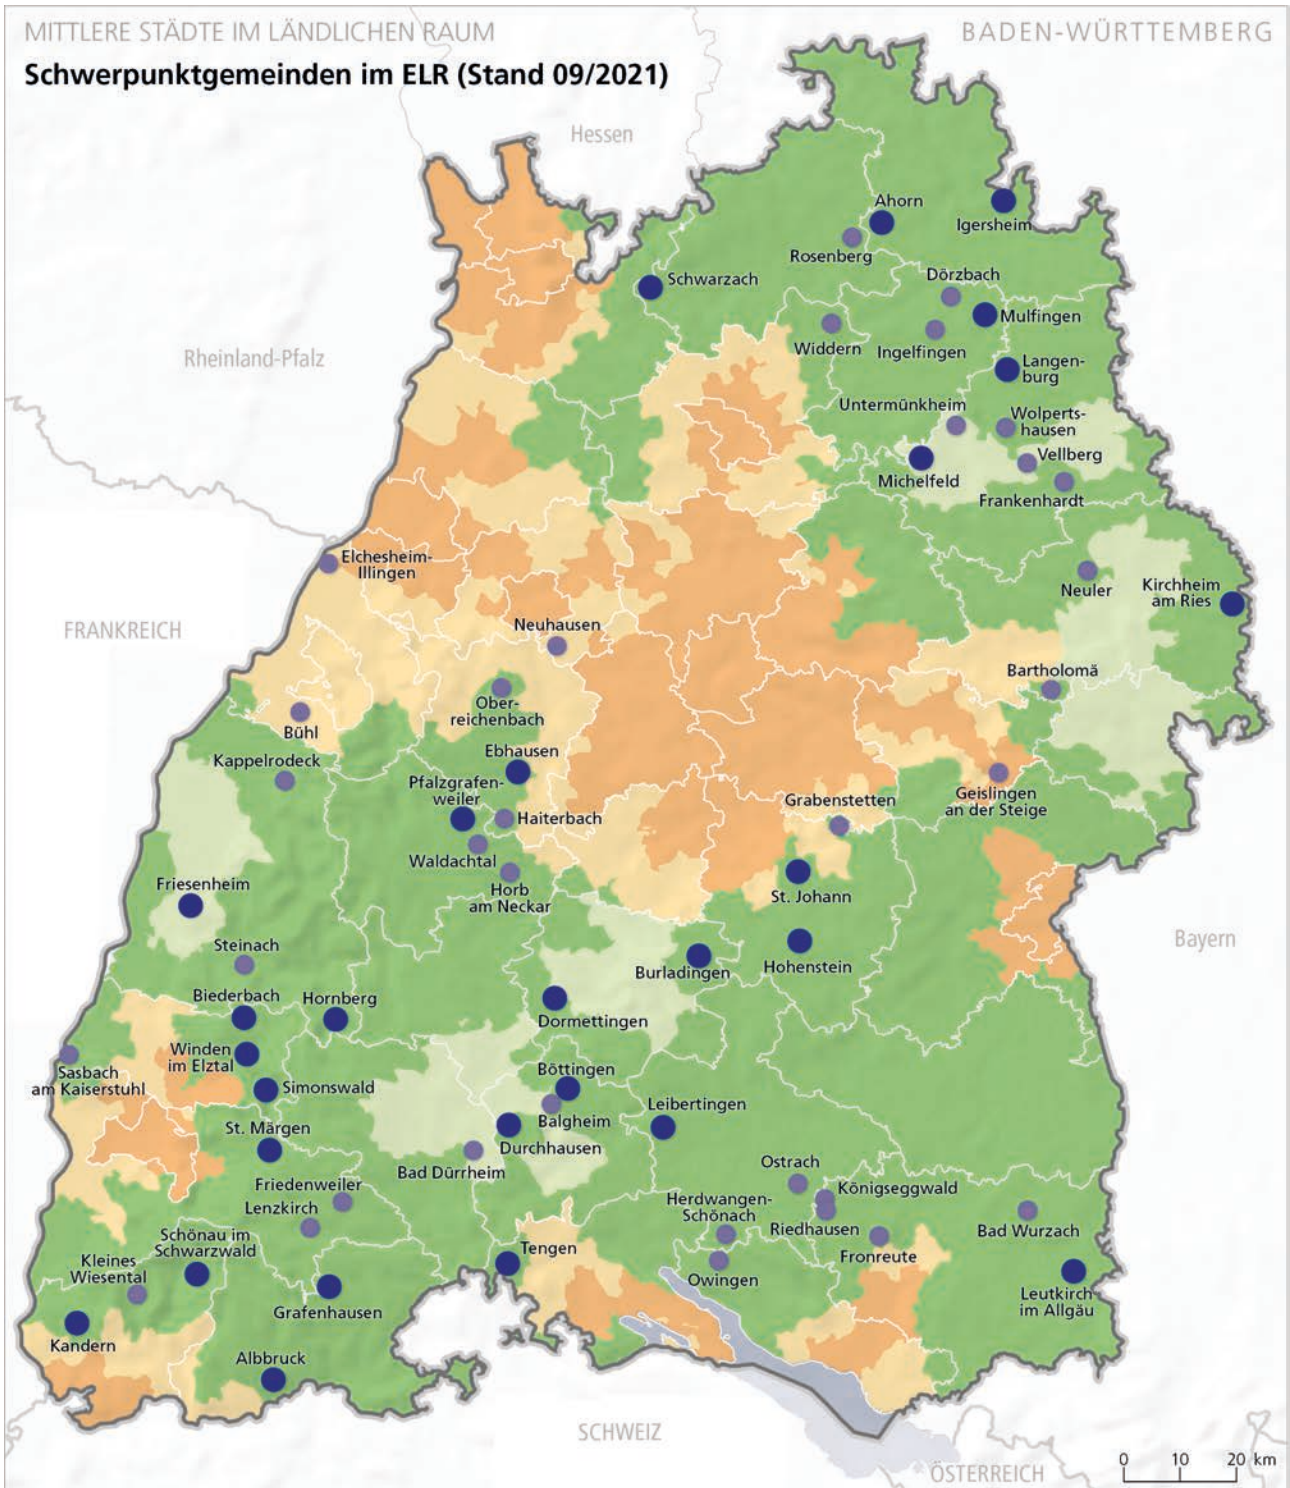 MITTLERE STÄDTE IM LÄNDLICHEN RAUM
BADEN-WÜRTTEMBERG
Schwerpunktgemeinden im ELR (Stand 09/2021)
Hessen
Ahorn
Igersheim
Rosenberg
Dörzbach
Schwarzach
Mulfingen
Widdern
Ingelfingen
Rheinland-Pfalz
Langen-
burg
Untermünkheim
Wolperts-
hausen
Vellberg
Michelfeld
Frankenhardt
Elchesheim-
Illingen
Neuler
Kirchheim
am Ries
FRANKREICH
Neuhausen
Bartholomä
Ober-
reichenbach
Bühl
Ebhausen
Kappelrodeck
Pfalzgrafen-
weiler
Geislingen
an der Steige
Grabenstetten
Haiterbach
Waldachtal
Horb
am Neckar
Friesenheim
St. Johann
Bayern
Steinach
Burladingen
Hohenstein
Biederbach
Hornberg
Dormettingen
Winden
im Elztal
Sasbach
am Kaiserstuhl
Simonswald
Böttingen
Balgheim
Leibertingen
St. Märgen
Durchhausen
Bad Dürrheim
Ostrach
Friedenweiler
Königseggwald
Lenzkirch
Herdwangen-
Schönach
Riedhausen
Bad Wurzach
Schönau im
Schwarzwald
Fronreute
Kleines
Wiesental
Tengen
Owingen
Grafenhausen
Leutkirch
im Allgäu
Kandern
Albbruck
SCHWEIZ
ÖSTERREICH
0 10 20 km